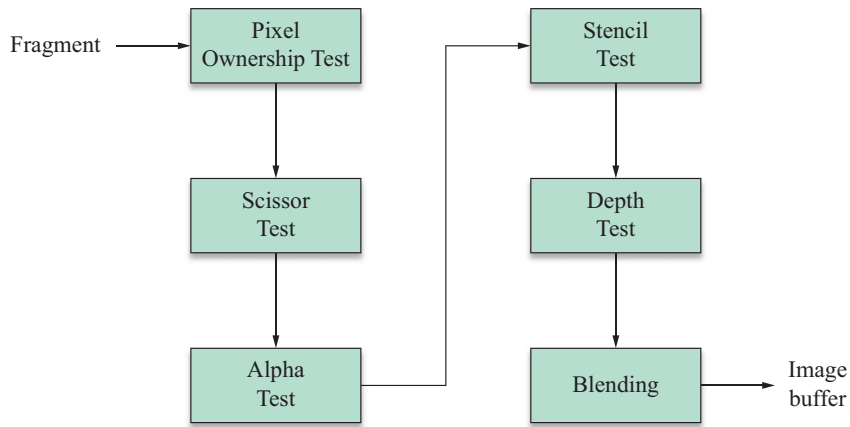 Fragment
Pixel
Ownership Test
Scissor
Test
Alpha
Test
Stencil
Test
Depth
Test
Blending
Image
buffer